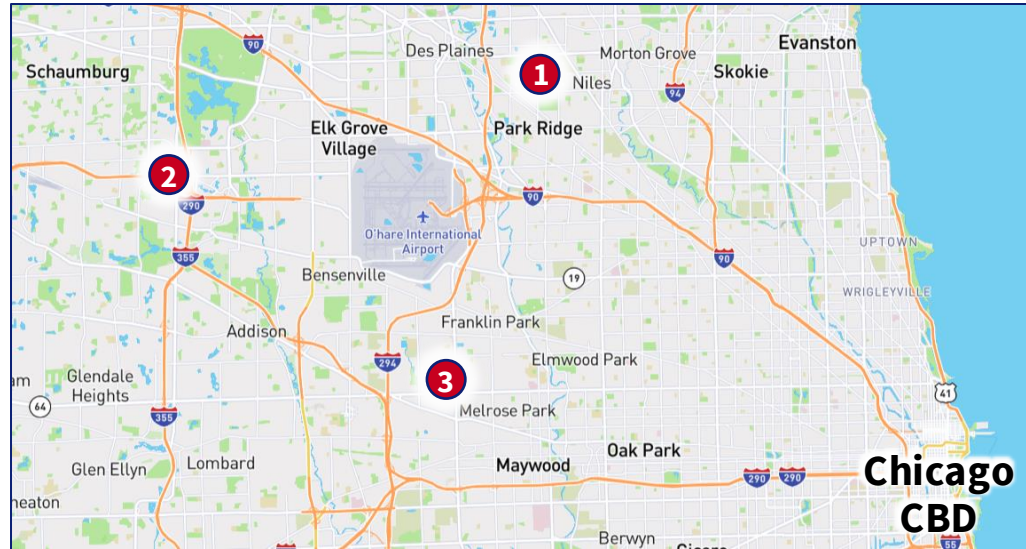 90
Des Plaines
Morton Grove
Evanston
Schaumburg
1
Niles
Skokie
94
Elk Grove
Village
Park Ridge
2
290
90
O'hare International
Airport
UPTOWN
355
90
Bensenville
19
WRIGLEYVILLE
Franklin Park
Addison
294
Elmwood Park
am
Glendale
Heights
3
41
64
355
Melrose Park
Oak Park
Glen Ellyn
Lombard
Maywood
290
290
Chicago
CBD
heaton
Berwyn
55